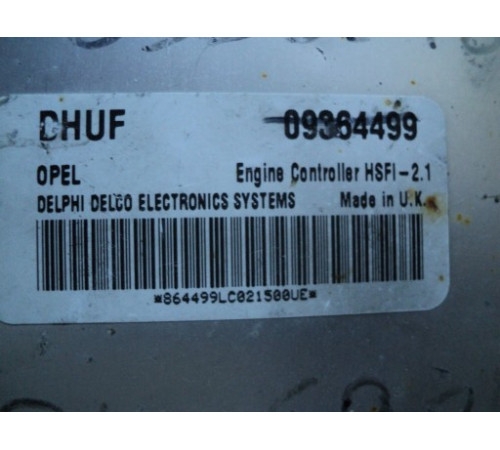 DHUF 09364499
OPEL Engine Controller HSFI-2.1
DELPHI DELCO ELECTRONICS SYSTEMS Made in U.K.
*864499LC021500UE*